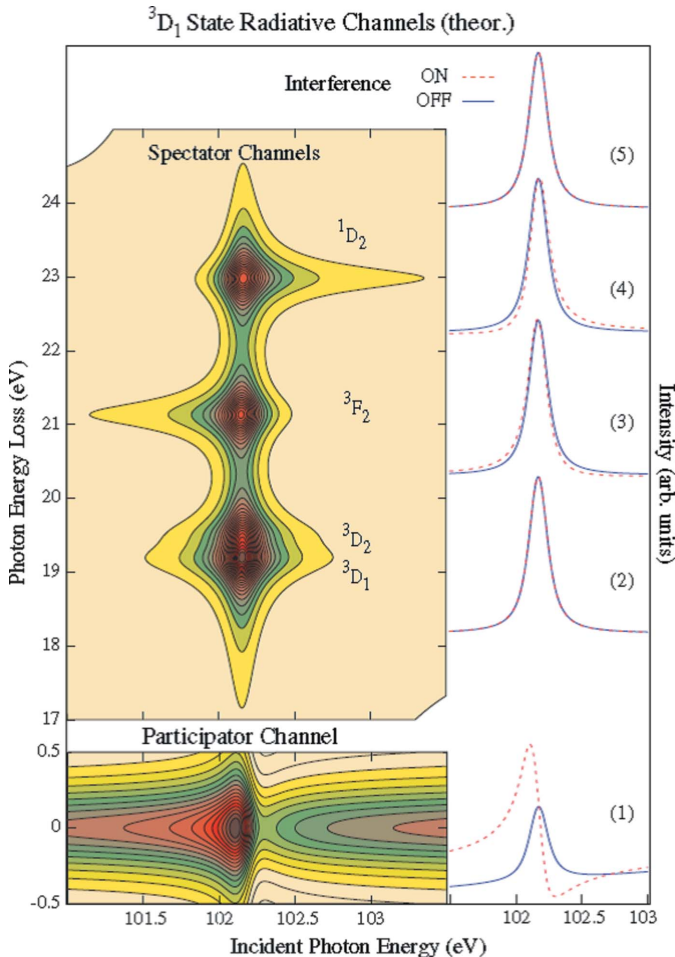 ³D₁ State Radiative Channels (theor.)
Interference
ON
OFF
Spectator Channels
¹D₂
³F₂
³D₂
³D₁
(5)
(4)
(3)
(2)
(1)
24
23
22
21
20
19
18
17
Photon Energy Loss (eV)
Intensity (arb. units)
Participator Channel
0.5
0
-0.5
101.5
102
102.5
103
102
102.5
103
Incident Photon Energy (eV)